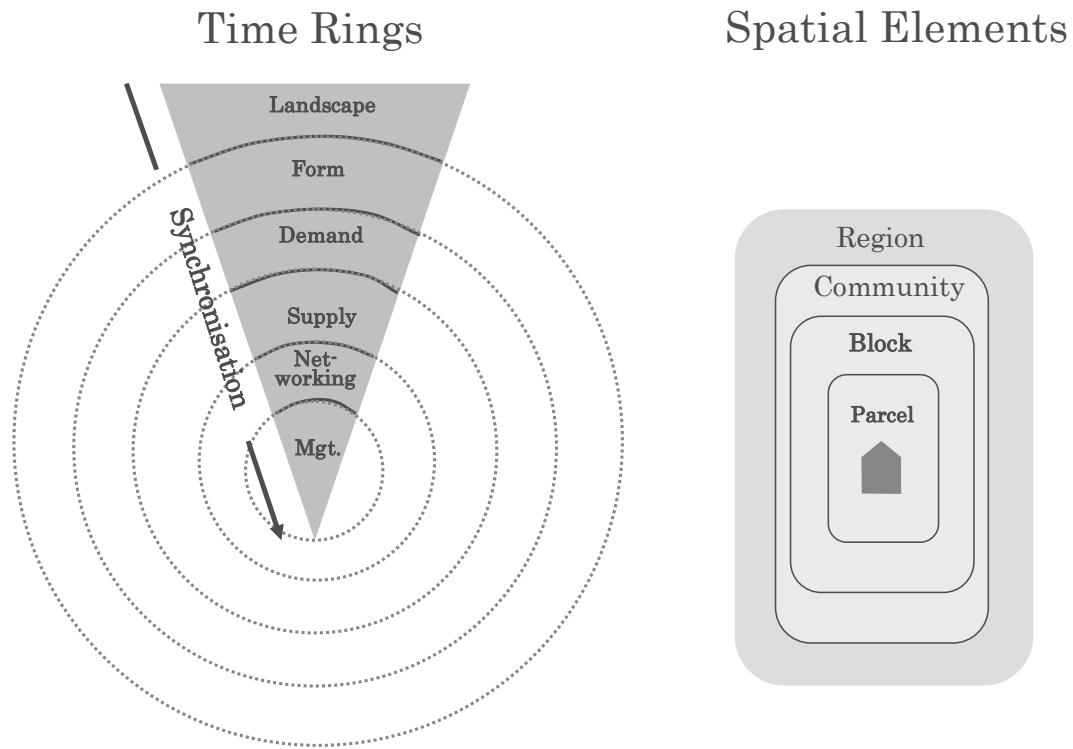 Time Rings
Spatial Elements
Landscape
Form
Demand
Supply
Net-
working
Mgt.
Synchronisation
Region
Community
Block
Parcel